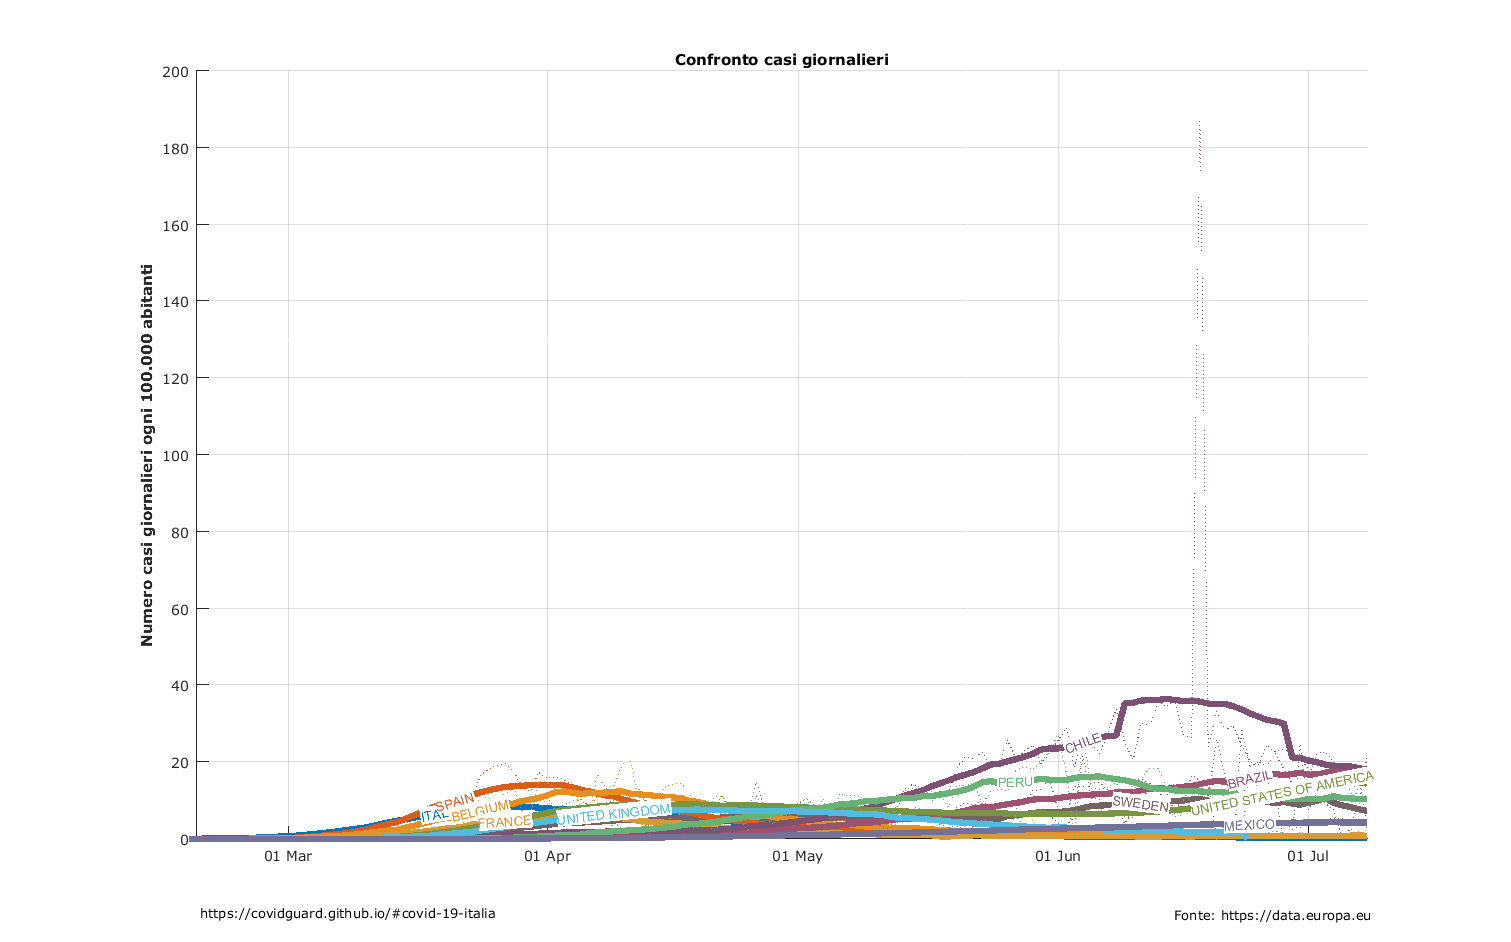 Confronto casi giornalieri
Numero casi giornalieri ogni 100.000 abitanti
200
180
160
140
120
100
80
60
40
20
0
CHILE
PERU
BRAZIL
UNITED STATES OF AMERICA
SWEDEN
MEXICO
SPAIN
BELGIUM
ITAL
FRANCE
UNITED KINGDOM
01 Mar
01 Apr
01 May
01 Jun
01 Jul
https://covidguard.github.io/#covid-19-italia
Fonte: https://data.europa.eu